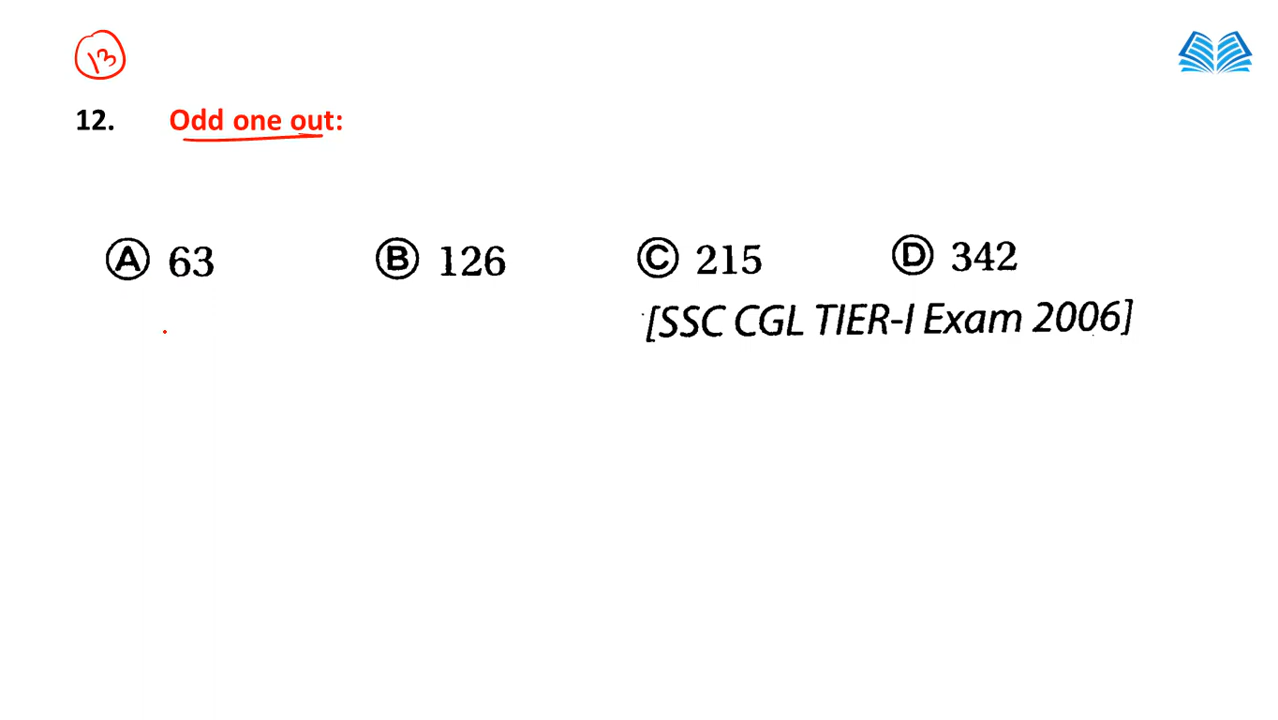 13
12. Odd one out:
A 63 B 126 C 215 D 342
[SSC CGL TIER-I Exam 2006]